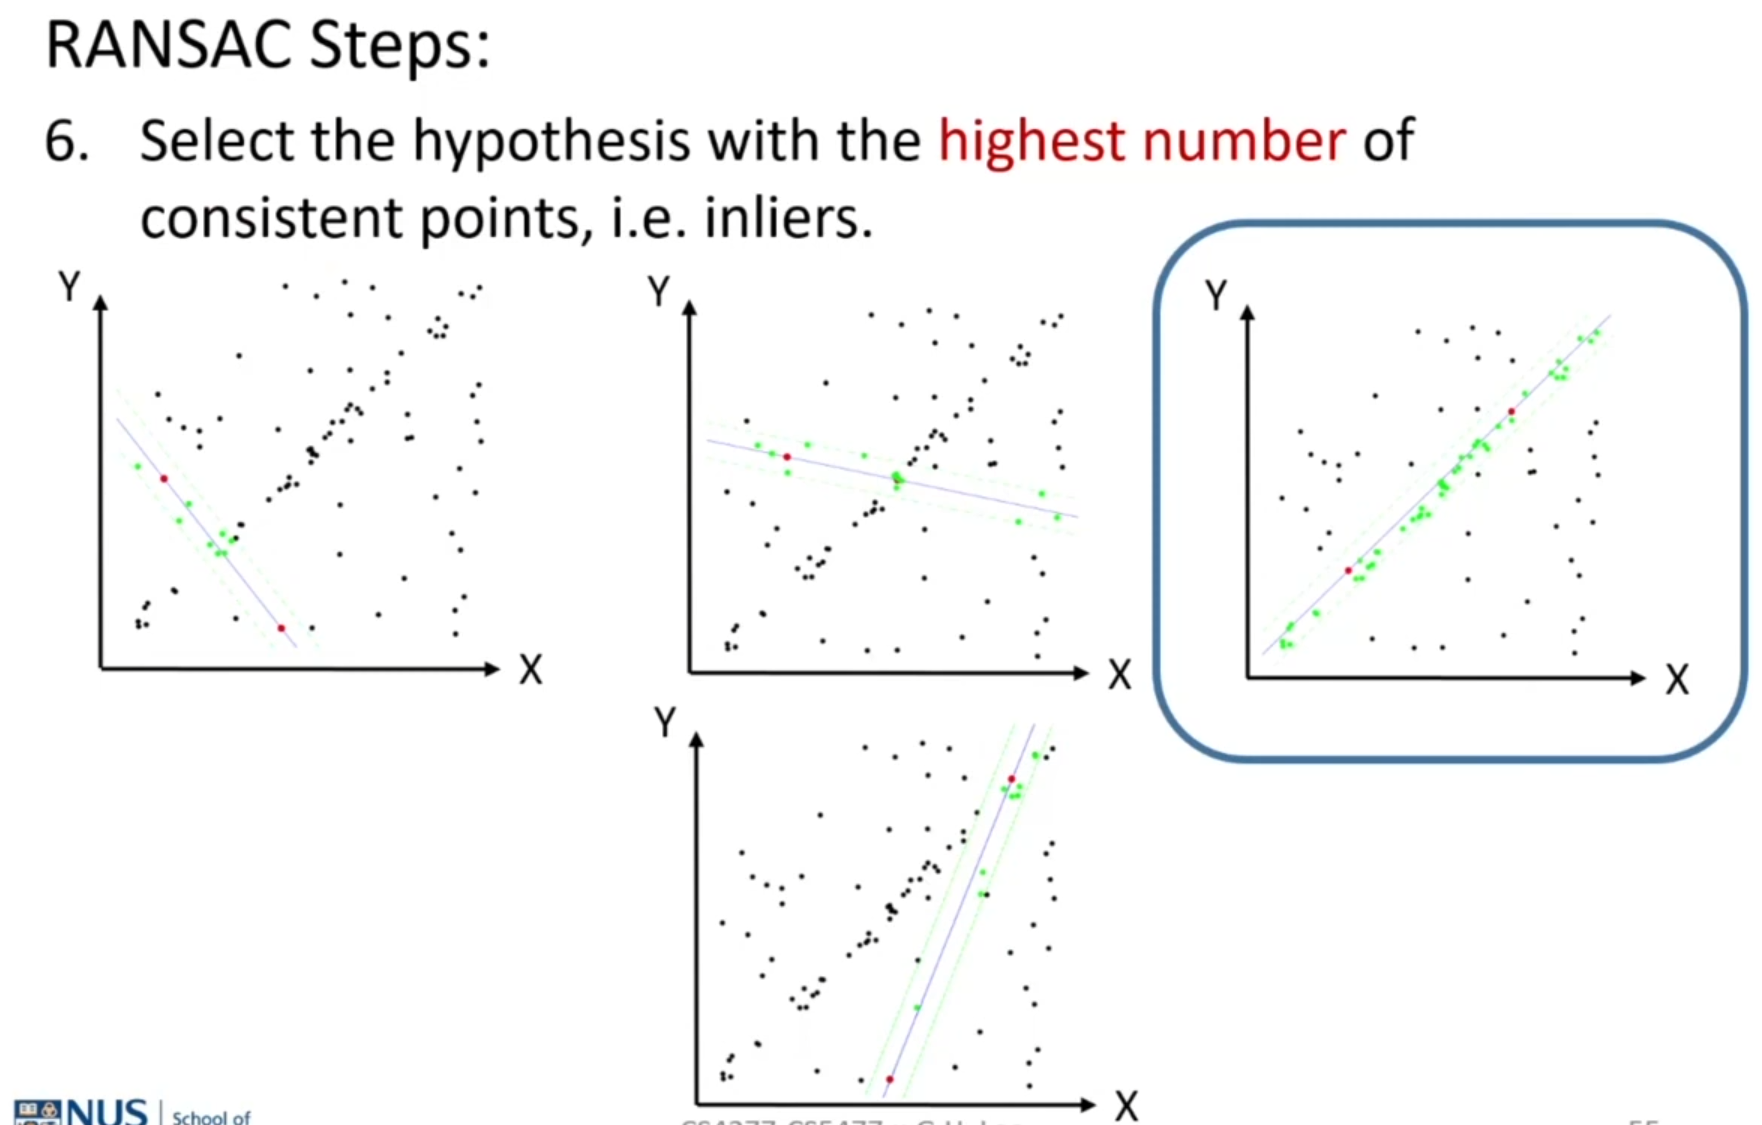 RANSAC Steps:
6. Select the hypothesis with the highest number of
consistent points, i.e. inliers.
Y
X
Y
X
Y
X
Y
X
NUS
School of